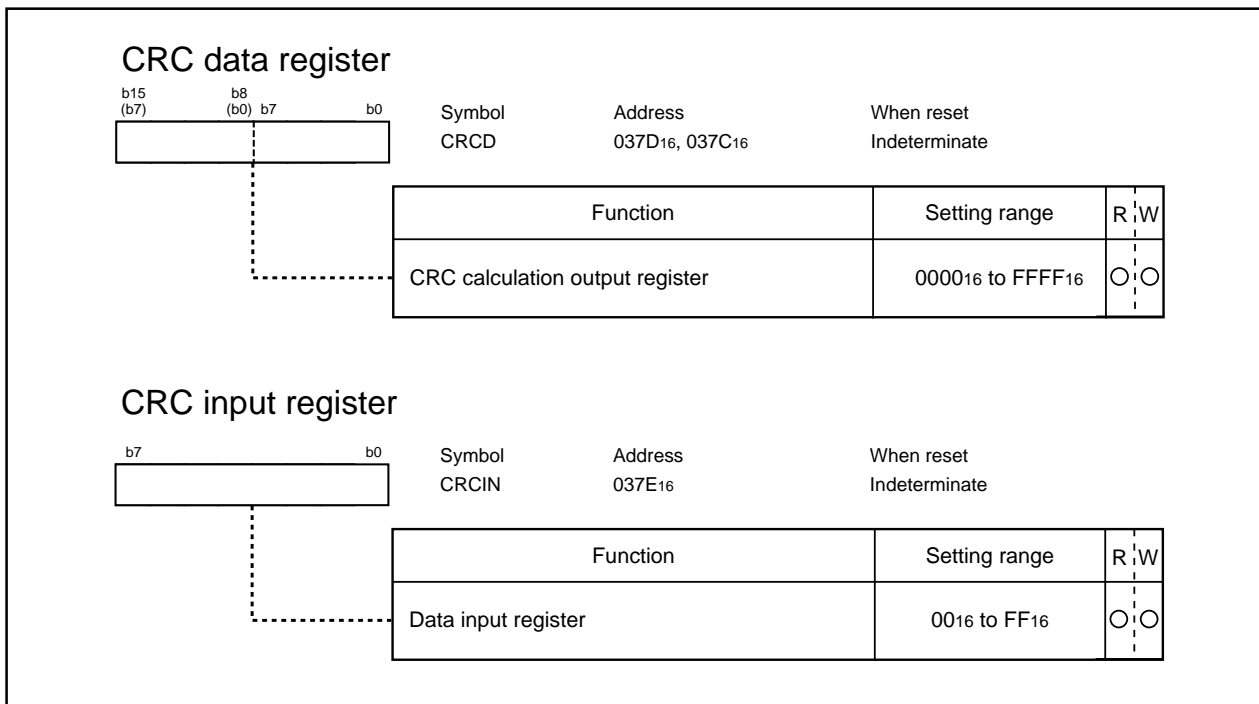 CRC data register
b15 b8
(b7) (b0) b7 b0
Symbol Address When reset
CRCD 037D16, 037C16 Indeterminate
Function Setting range R W
CRC calculation output register 000016 to FFFF16
CRC input register
b7 b0
Symbol Address When reset
CRCIN 037E16 Indeterminate
Function Setting range R W
Data input register 0016 to FF16